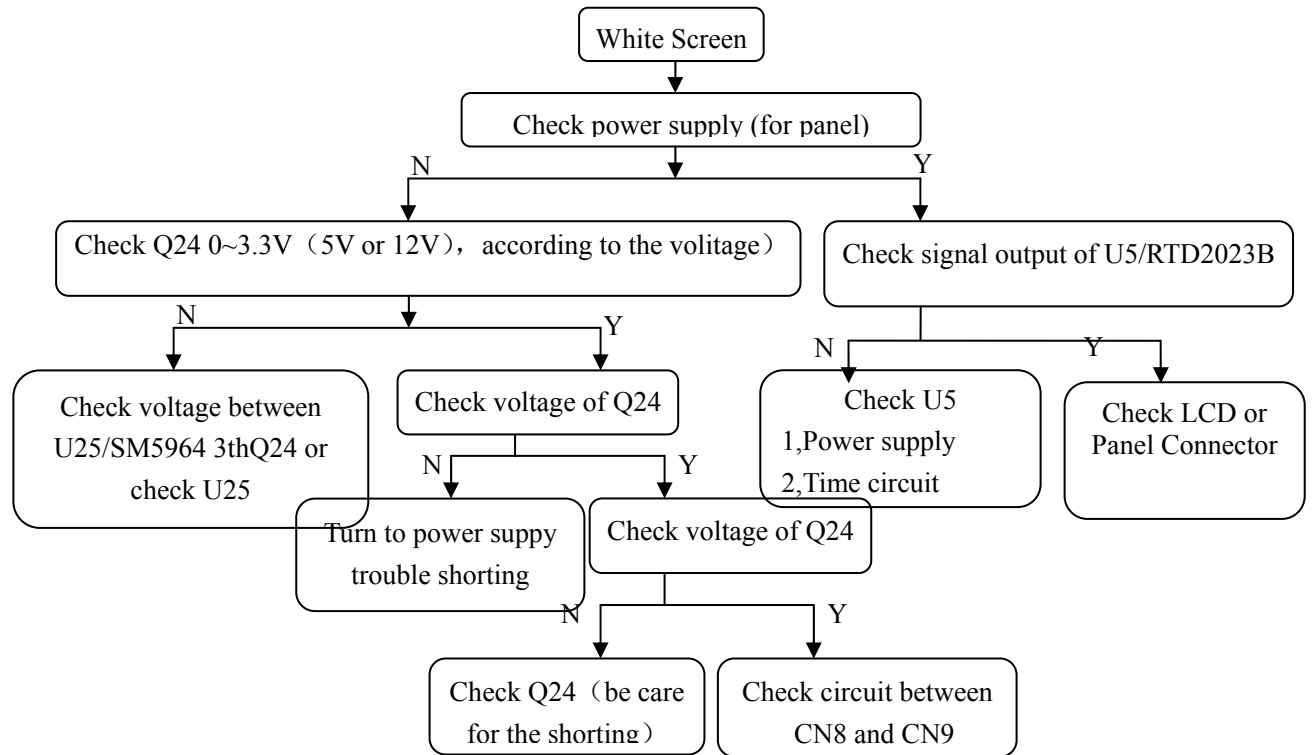 White Screen
Check power supply (for panel)
N
Y
Check Q24 0~3.3V（5V or 12V），according to the volitage）
Check signal output of U5/RTD2023B
N
Y
N
Y
Check voltage between
U25/SM5964 3thQ24 or
check U25
Check voltage of Q24
Check U5
1,Power supply
2,Time circuit
Check LCD or
Panel Connector
N
Y
Turn to power suppy
trouble shorting
Check voltage of Q24
N
Y
Check Q24（be care
for the shorting）
Check circuit between
CN8 and CN9